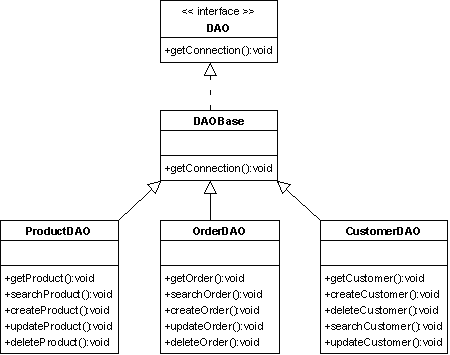 << interface >>
DAO
+getConnection():void
DAOBase
+getConnection():void
ProductDAO
+getProduct():void
+searchProduct():void
+createProduct():void
+updateProduct():void
+deleteProduct():void
OrderDAO
+getOrder():void
+searchOrder():void
+createOrder():void
+updateOrder():void
+deleteOrder():void
CustomerDAO
+getCustomer():void
+createCustomer():void
+deleteCustomer():void
+searchCustomer():void
+updateCustomer():void